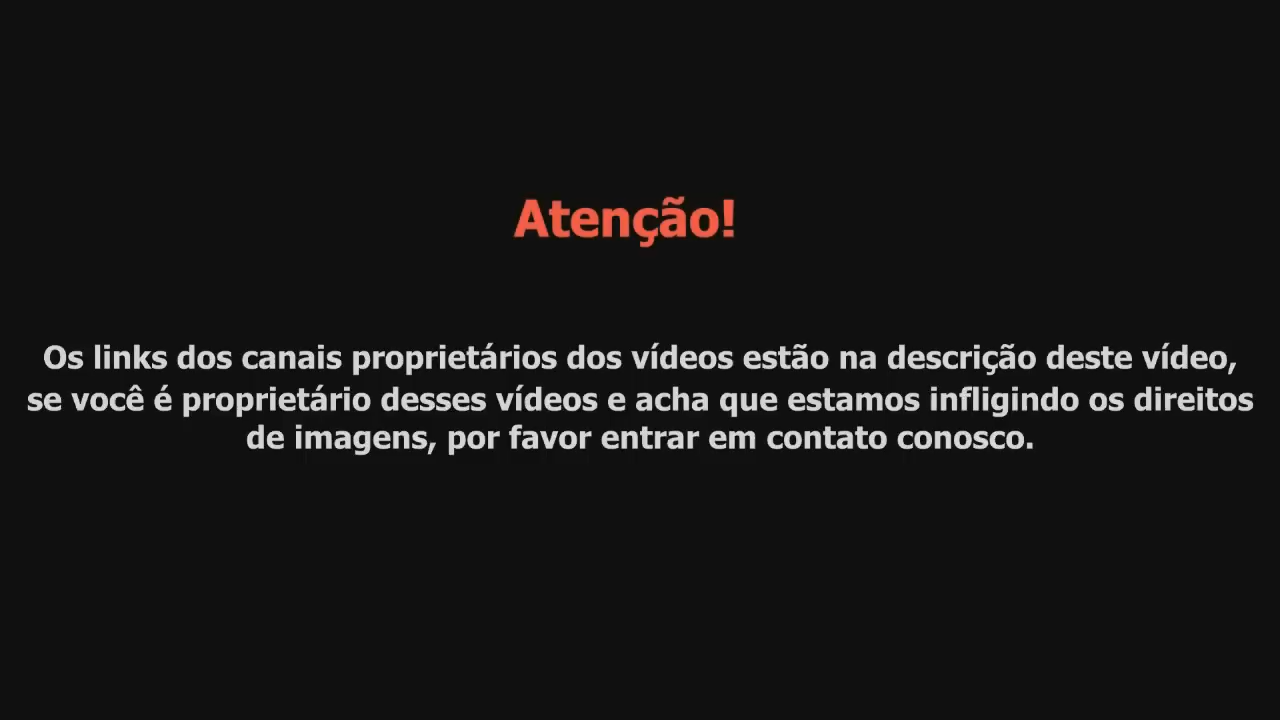 Atenção!
Os links dos canais proprietários dos vídeos estão na descrição deste vídeo,
se você é proprietário desses vídeos e acha que estamos infligindo os direitos
de imagens, por favor entrar em contato conosco.